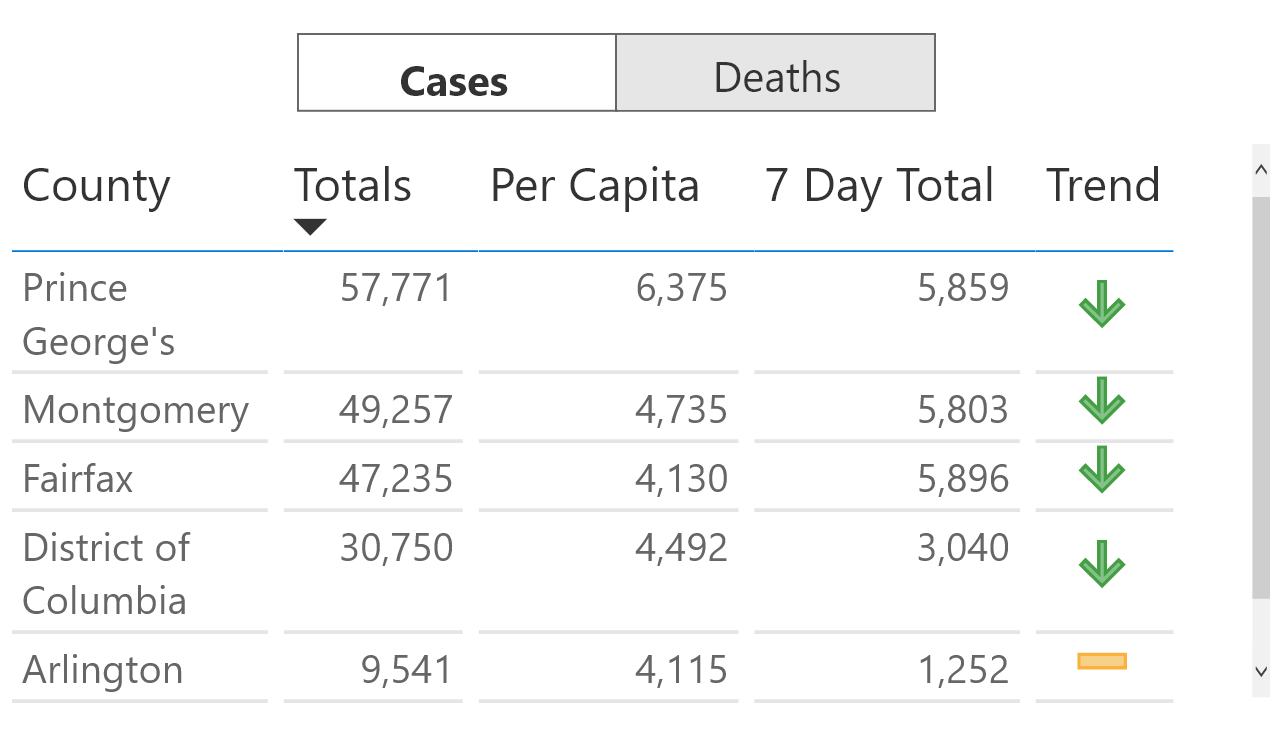 Cases Deaths
County Totals Per Capita 7 Day Total Trend
Prince 57,771 6,375 5,859
George's
Montgomery 49,257 4,735 5,803
Fairfax 47,235 4,130 5,896
District of 30,750 4,492 3,040
Columbia
Arlington 9,541 4,115 1,252